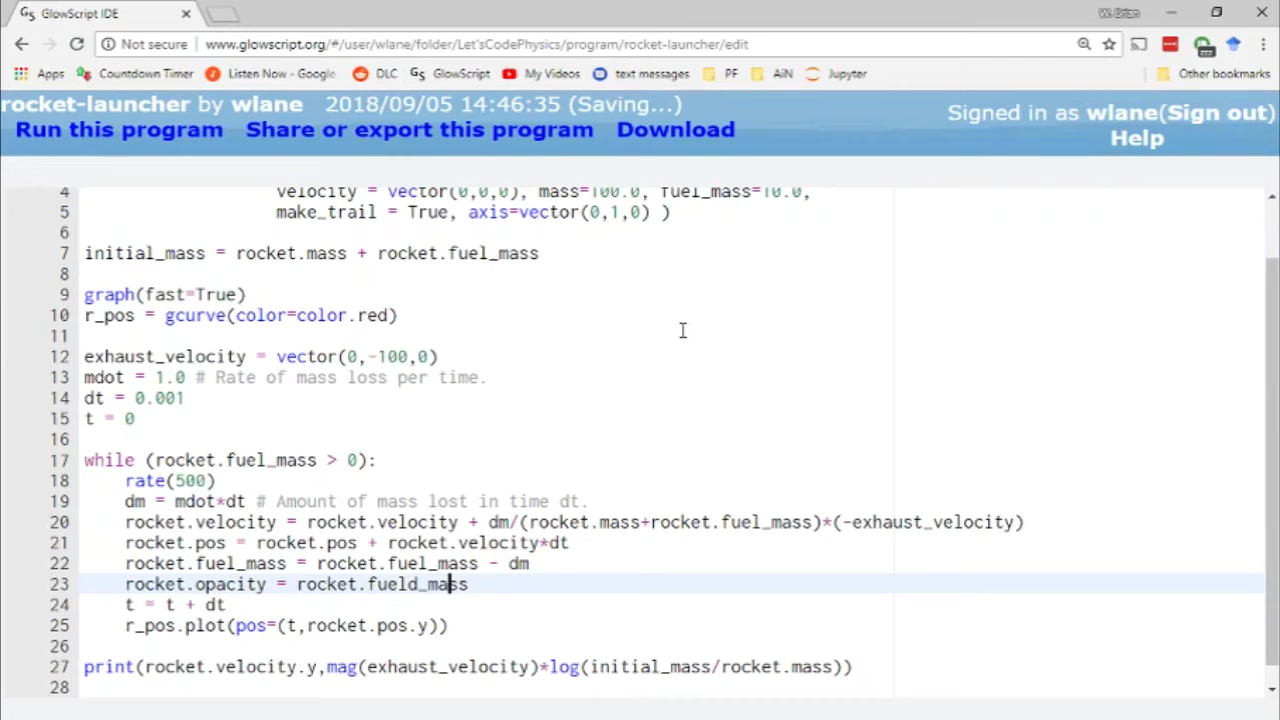 GlowScript IDE
W. Brian
Not secure www.glowscript.org/#/user/wlane/folder/Let'sCodePhysics/program/rocket-launcher/edit
Apps Countdown Timer Listen Now - Google DLC GlowScript My Videos text messages PF AiN Jupyter Other bookmarks
rocket-launcher by wlane 2018/09/05 14:46:35 (Saving...)
Signed in as wlane(Sign out)
Run this program Share or export this program Download
Help
4 velocity = vector(0,0,0), mass=100.0, fuel_mass=10.0,
5 make_trail = True, axis=vector(0,1,0) )
6
7 initial_mass = rocket.mass + rocket.fuel_mass
8
9 graph(fast=True)
10 r_pos = gcurve(color=color.red)
11
12 exhaust_velocity = vector(0,-100,0)
13 mdot = 1.0 # Rate of mass loss per time.
14 dt = 0.001
15 t = 0
16
17 while (rocket.fuel_mass > 0):
18 rate(500)
19 dm = mdot*dt # Amount of mass lost in time dt.
20 rocket.velocity = rocket.velocity + dm/(rocket.mass+rocket.fuel_mass)*(-exhaust_velocity)
21 rocket.pos = rocket.pos + rocket.velocity*dt
22 rocket.fuel_mass = rocket.fuel_mass - dm
23 rocket.opacity = rocket.fueld_mass
24 t = t + dt
25 r_pos.plot(pos=(t,rocket.pos.y))
26
27 print(rocket.velocity.y,mag(exhaust_velocity)*log(initial_mass/rocket.mass))
28